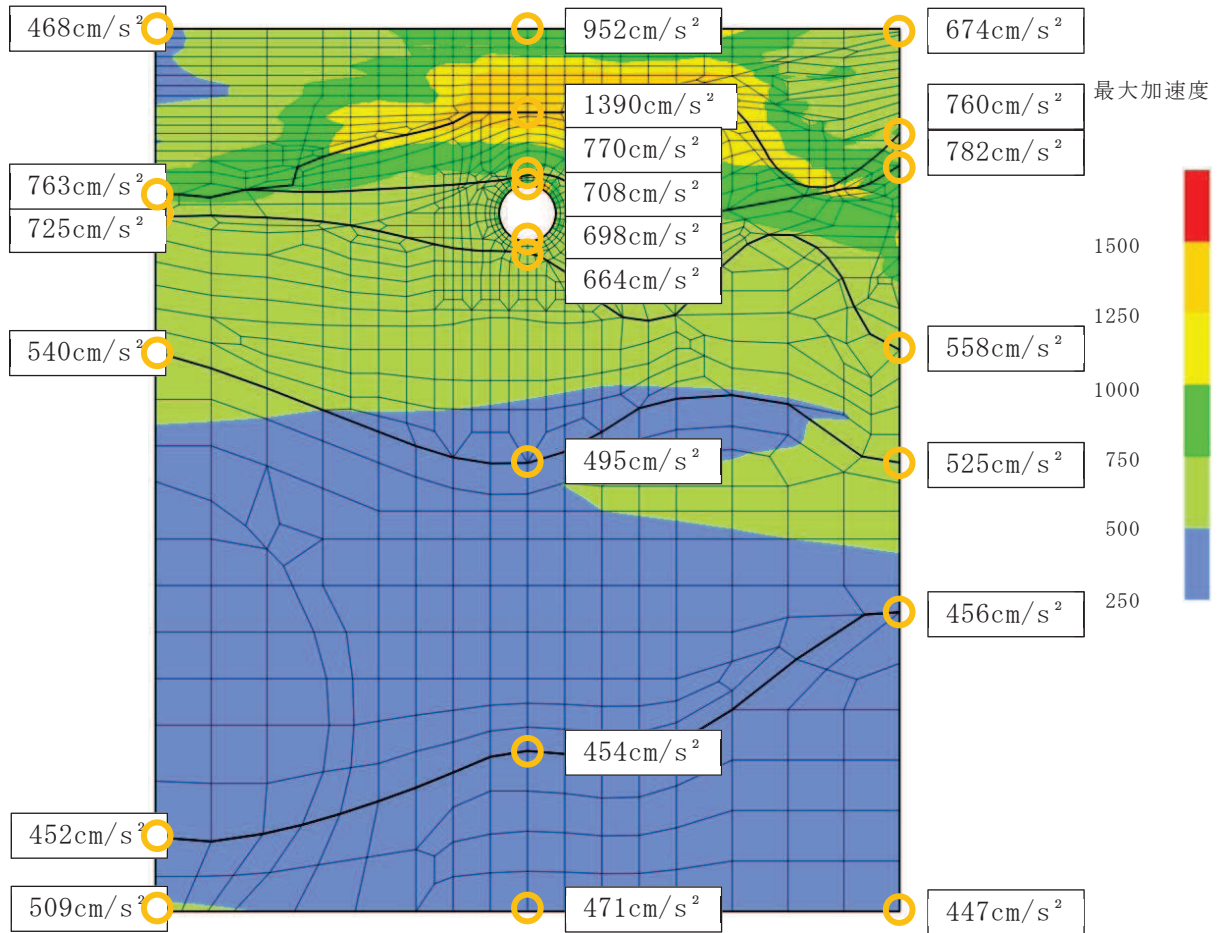 468cm/s²
952cm/s²
674cm/s²
最大加速度
1390cm/s²
760cm/s²
770cm/s²
782cm/s²
763cm/s²
708cm/s²
725cm/s²
698cm/s²
664cm/s²
1500
1250
540cm/s²
558cm/s²
1000
495cm/s²
525cm/s²
750
500
456cm/s²
250
454cm/s²
452cm/s²
509cm/s²
471cm/s²
447cm/s²